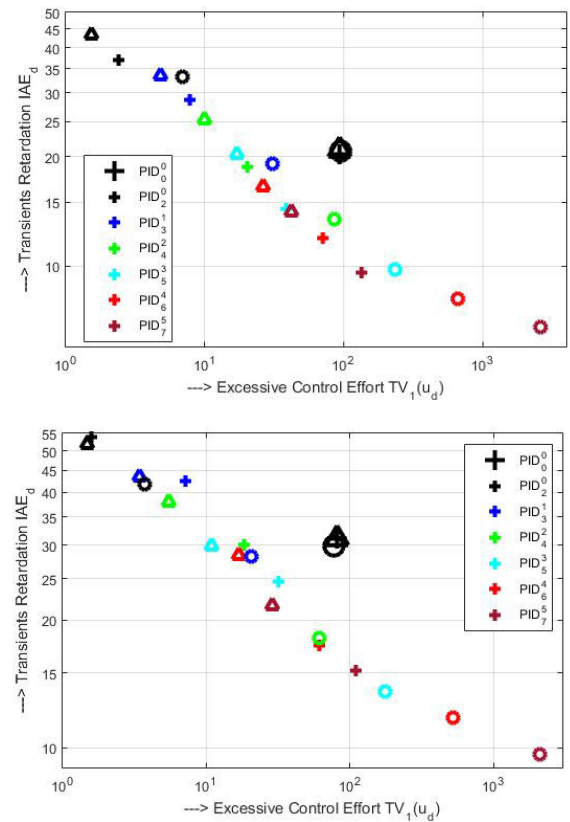 50
45
40
35
30
25
20
15
10
---> Transients Retardation IAE_d
PID^0_0
PID^0_2
PID^1_3
PID^2_4
PID^3_5
PID^4_6
PID^5_7
10^0 10^1 10^2 10^3
---> Excessive Control Effort TV_1(u_d)
55
50
45
40
35
30
25
20
15
10
---> Transients Retardation IAE_d
PID^0_0
PID^0_2
PID^1_3
PID^2_4
PID^3_5
PID^4_6
PID^5_7
10^0 10^1 10^2 10^3
---> Excessive Control Effort TV_1(u_d)